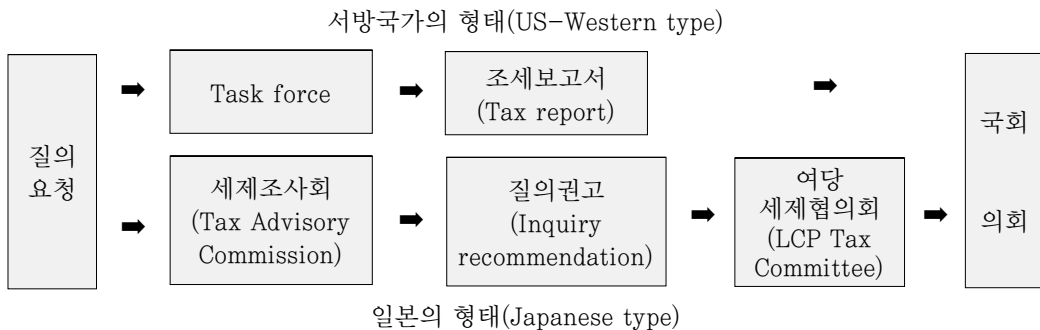 서방국가의 형태(US-Western type)
질의
요청
Task force
조세보고서
(Tax report)
세제조사회
(Tax Advisory
Commission)
질의권고
(Inquiry
recommendation)
여당
세제협의회
(LCP Tax
Committee)
국회
의회
일본의 형태(Japanese type)